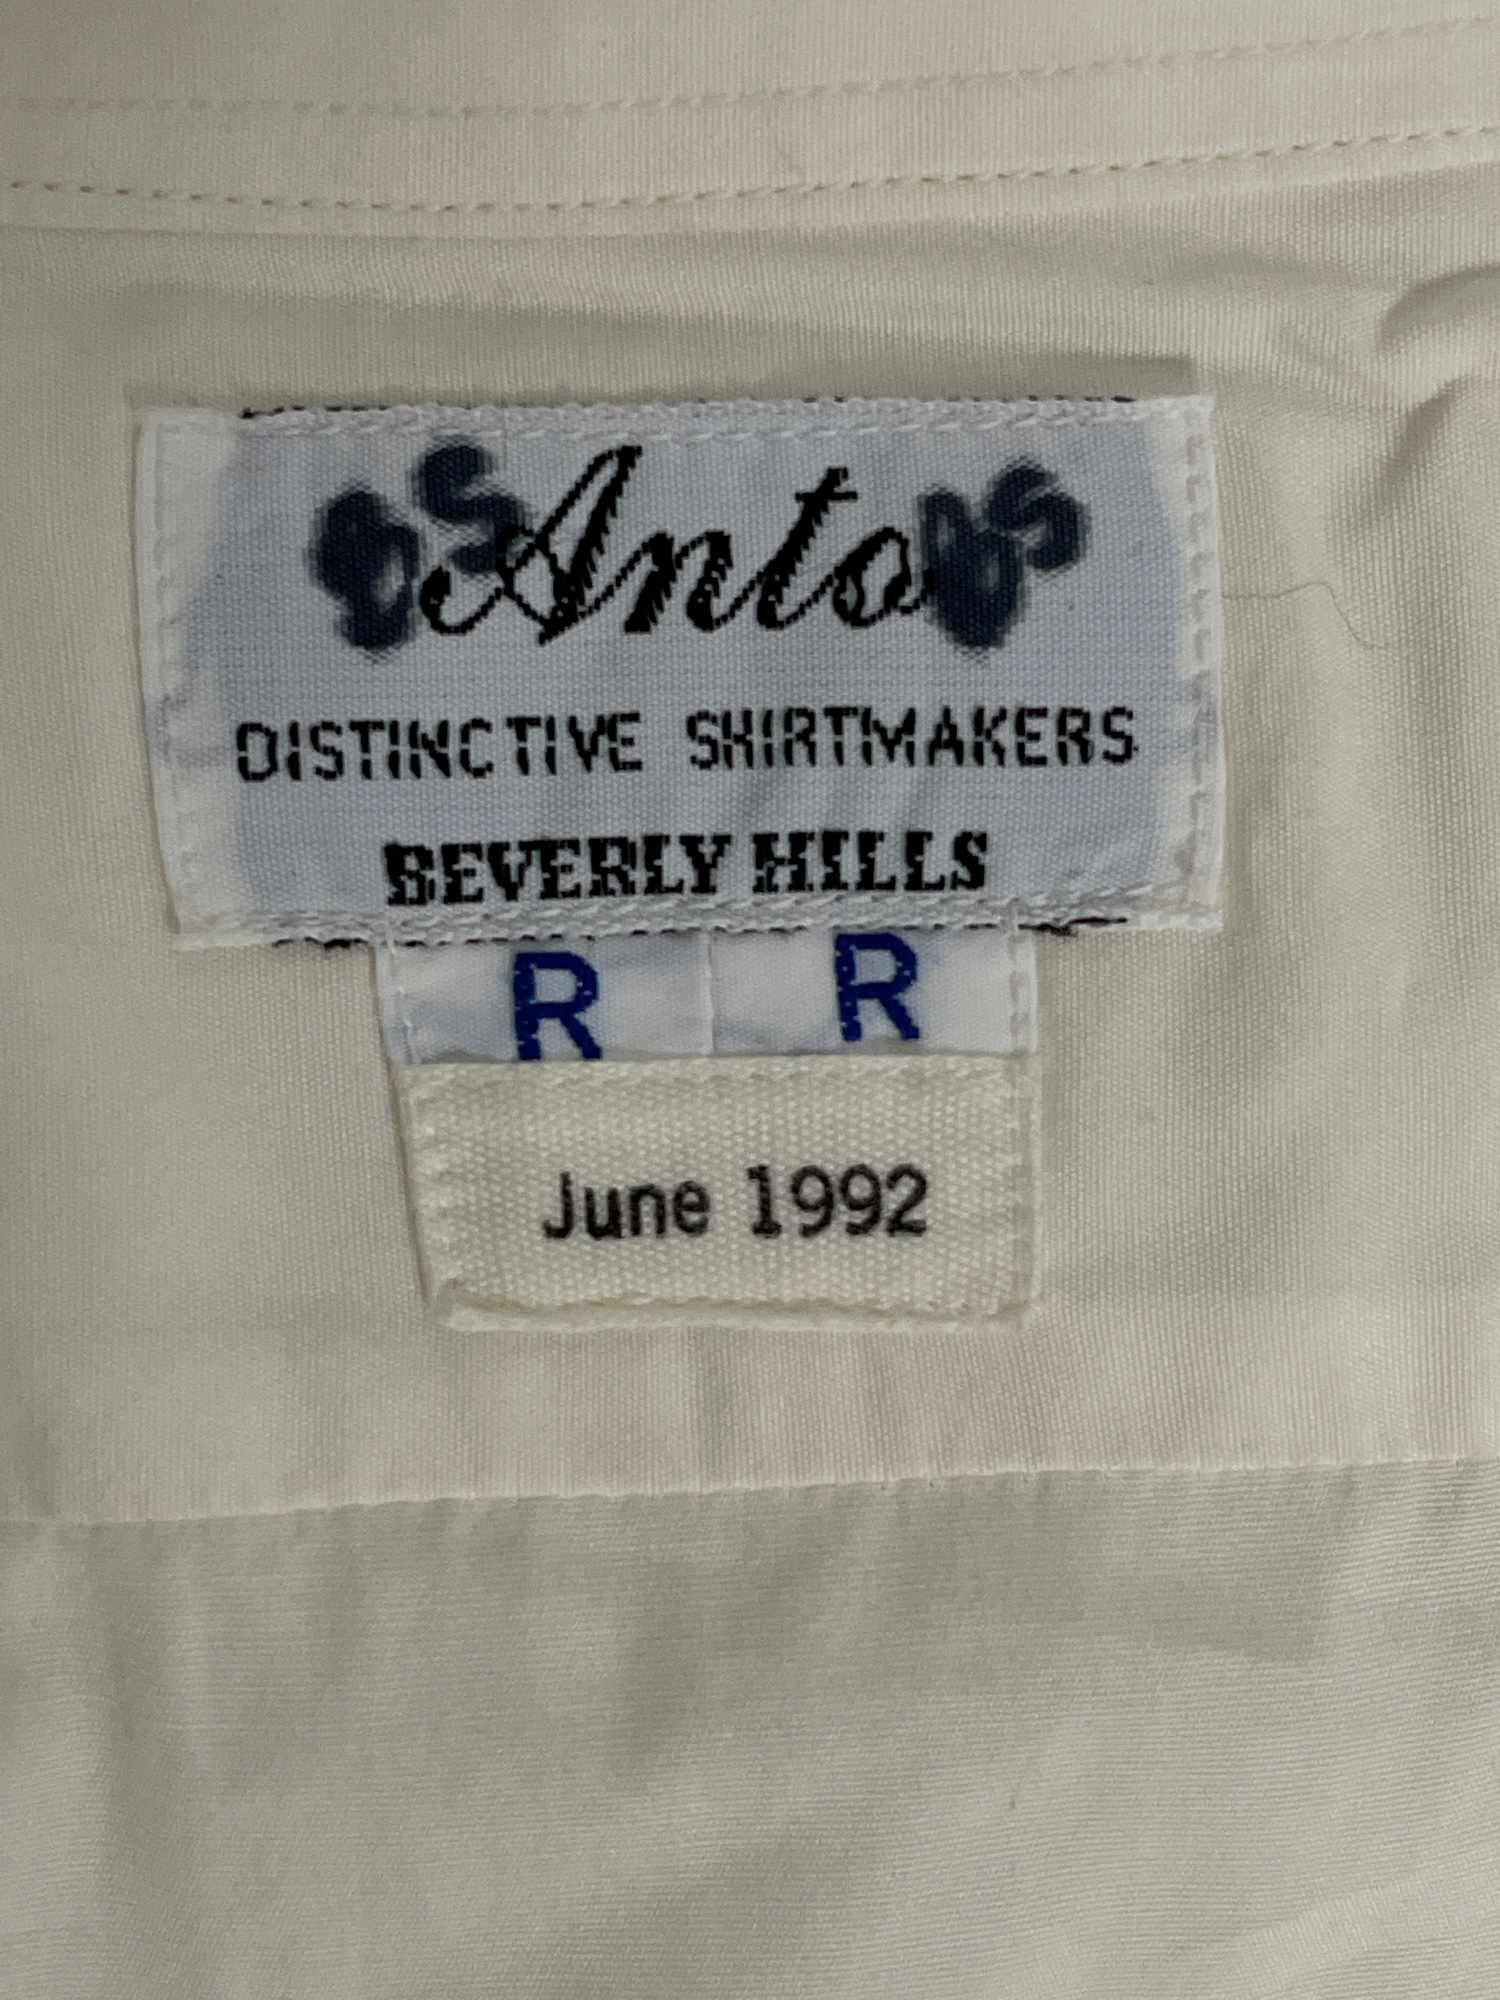 Anto
DISTINCTIVE SHIRTMAKERS
BEVERLY HILLS
R R
June 1992